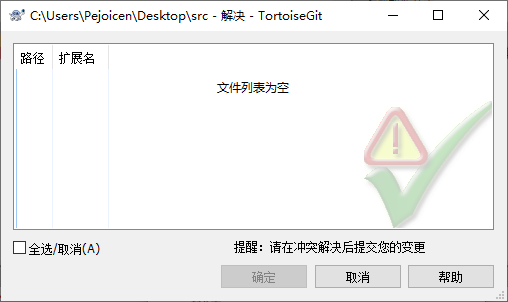 C:\Users\Pejoicen\Desktop\src - 解决 - TortoiseGit
路径 扩展名
文件列表为空
全选/取消(A)
提醒：请在冲突解决后提交您的变更
确定 取消 帮助